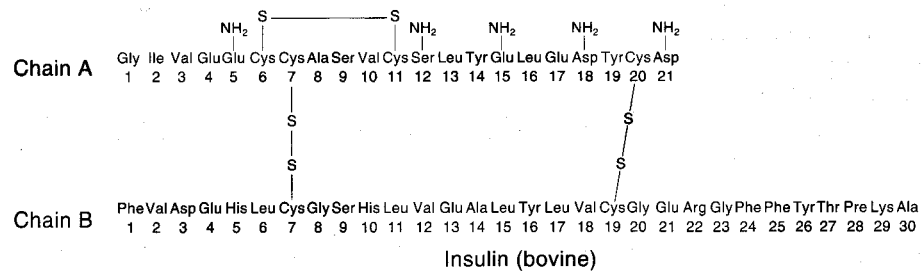 S S
NH₂ NH₂ NH₂ NH₂ NH₂
Chain A
Gly Ile Val Glu Glu Cys Cys Ala Ser Val Cys Ser Leu Tyr Glu Leu Glu Asp Tyr Cys Asp
1 2 3 4 5 6 7 8 9 10 11 12 13 14 15 16 17 18 19 20 21
S S
S S
Chain B
Phe Val Asp Glu His Leu Cys Gly Ser His Leu Val Glu Ala Leu Tyr Leu Val Cys Gly Glu Arg Gly Phe Phe Tyr Thr Pre Lys Ala
1 2 3 4 5 6 7 8 9 10 11 12 13 14 15 16 17 18 19 20 21 22 23 24 25 26 27 28 29 30
Insulin (bovine)